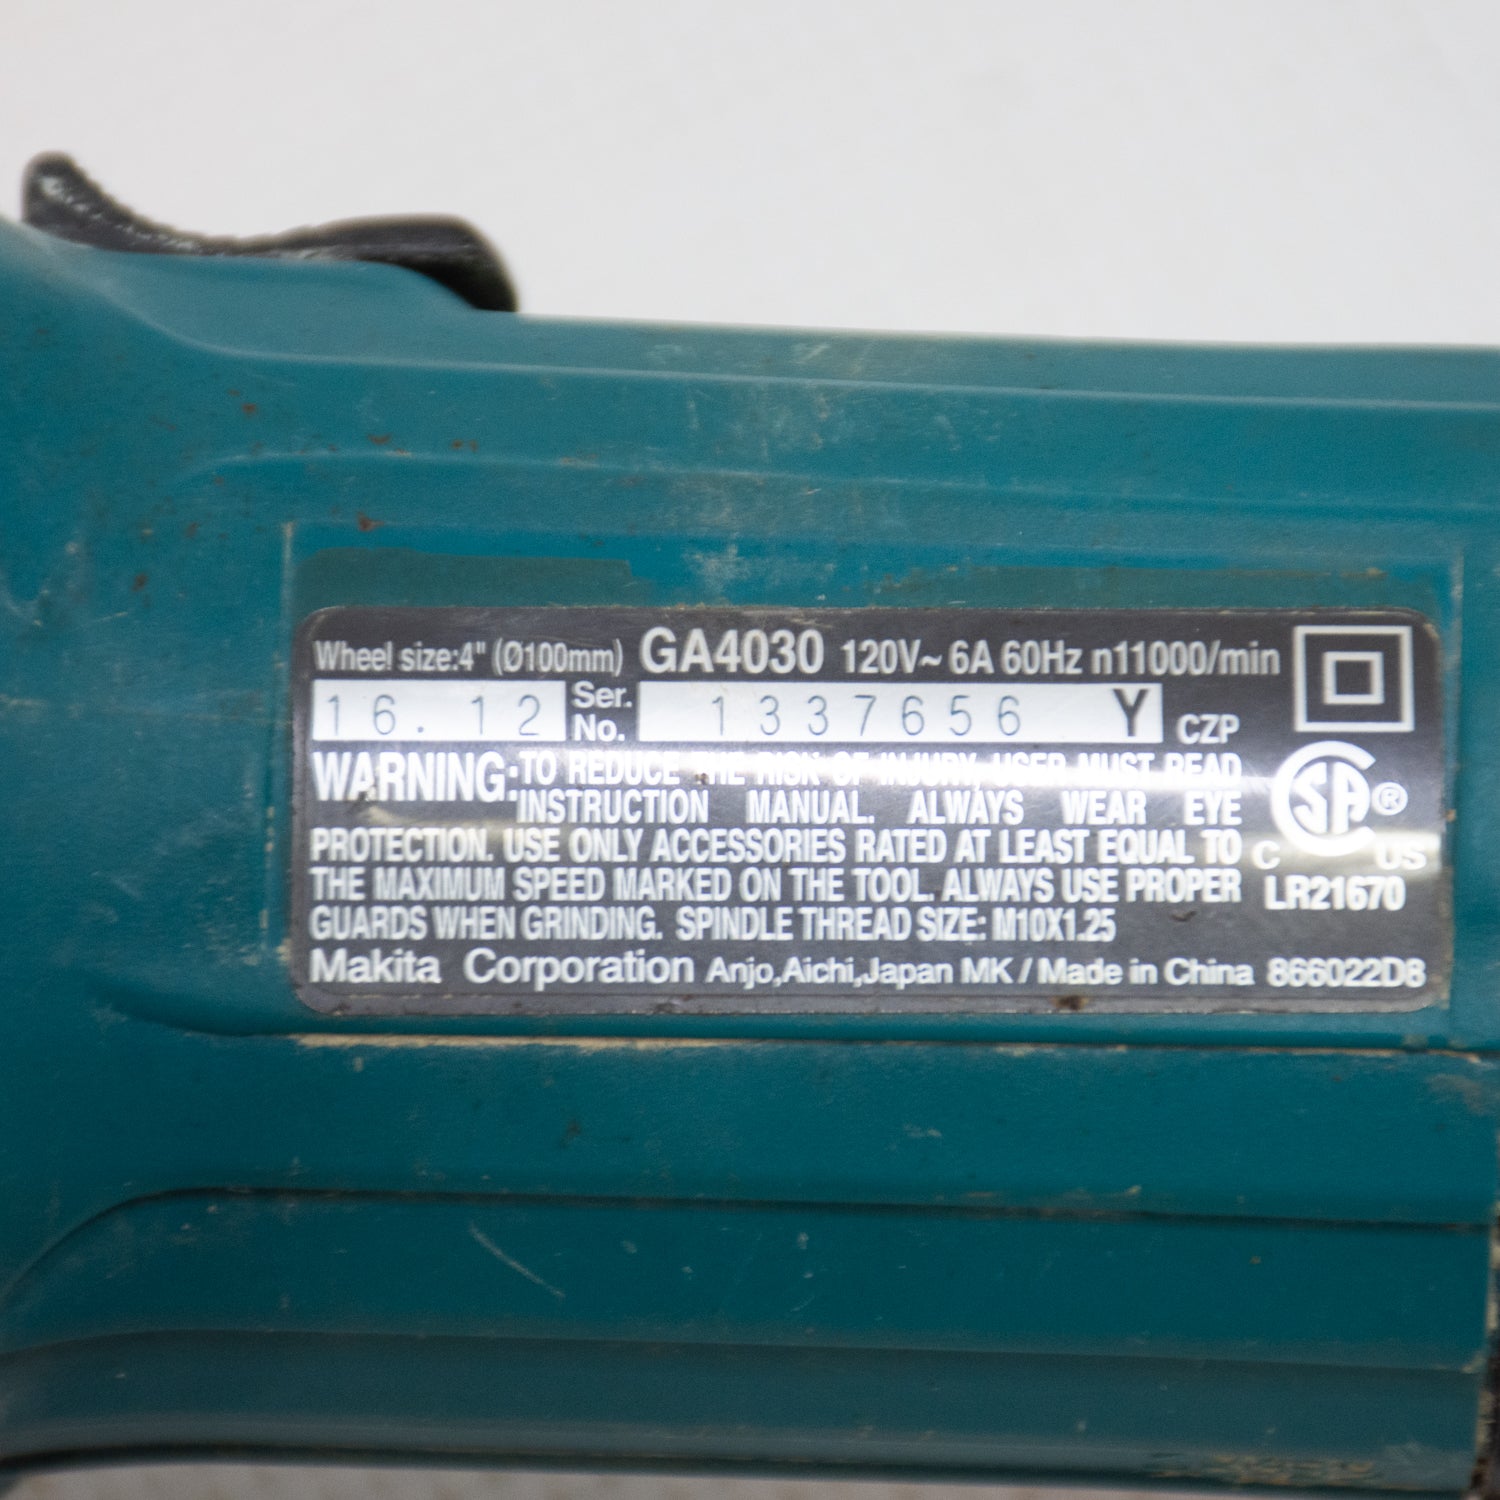 Wheel size:4" (Ø100mm) GA4030 120V~ 6A 60Hz n11000/min
16. 12 Ser. No. 1337656 Y CZP
WARNING: TO REDUCE THE RISK OF INJURY, USER MUST READ
INSTRUCTION MANUAL. ALWAYS WEAR EYE
PROTECTION. USE ONLY ACCESSORIES RATED AT LEAST EQUAL TO
THE MAXIMUM SPEED MARKED ON THE TOOL. ALWAYS USE PROPER
GUARDS WHEN GRINDING. SPINDLE THREAD SIZE: M10X1.25
Makita Corporation Anjo,Aichi,Japan MK / Made in China 866022D8
CSA®
C US
LR21670